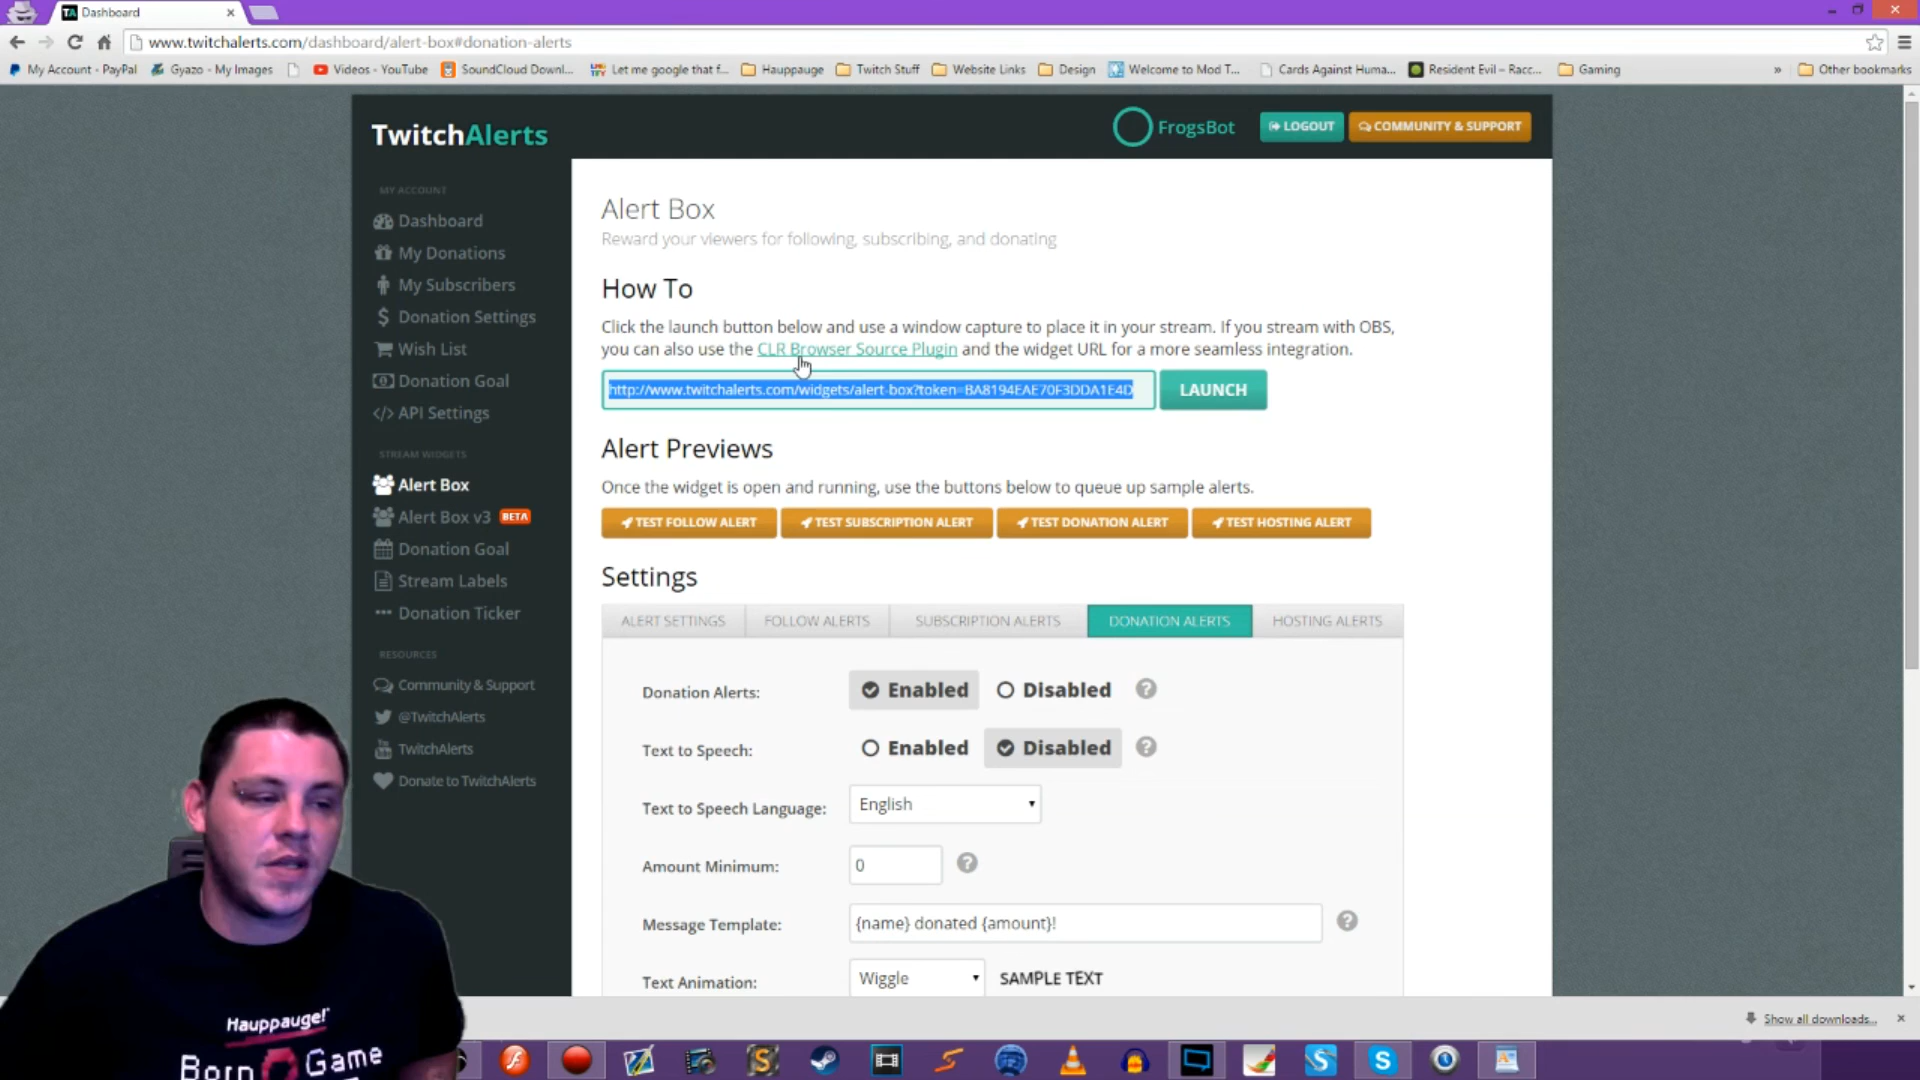 TA Dashboard
www.twitchalerts.com/dashboard/alert-box#donation-alerts
My Account - PayPal
Gyazo - My Images
Videos - YouTube
SoundCloud Downl...
Let me google that f...
Hauppauge
Twitch Stuff
Website Links
Design
Welcome to Mod T...
Cards Against Huma...
Resident Evil – Racc...
Gaming
»
Other bookmarks
TwitchAlerts
FrogsBot
LOGOUT
COMMUNITY & SUPPORT
MY ACCOUNT
Dashboard
My Donations
My Subscribers
Donation Settings
Wish List
Donation Goal
API Settings
STREAM WIDGETS
Alert Box
Alert Box v3 BETA
Donation Goal
Stream Labels
Donation Ticker
RESOURCES
Community & Support
@TwitchAlerts
TwitchAlerts
Donate to TwitchAlerts
Alert Box
Reward your viewers for following, subscribing, and donating
How To
Click the launch button below and use a window capture to place it in your stream. If you stream with OBS,
you can also use the CLR Browser Source Plugin and the widget URL for a more seamless integration.
http://www.twitchalerts.com/widgets/alert-box?token=BA8194EAE70F3DDA1E4D
LAUNCH
Alert Previews
Once the widget is open and running, use the buttons below to queue up sample alerts.
TEST FOLLOW ALERT
TEST SUBSCRIPTION ALERT
TEST DONATION ALERT
TEST HOSTING ALERT
Settings
ALERT SETTINGS
FOLLOW ALERTS
SUBSCRIPTION ALERTS
DONATION ALERTS
HOSTING ALERTS
Donation Alerts: Enabled Disabled ?
Text to Speech: Enabled Disabled ?
Text to Speech Language: English
Amount Minimum: 0 ?
Message Template: {name} donated {amount}! ?
Text Animation: Wiggle SAMPLE TEXT
Show all downloads...
Hauppauge!
Born Game